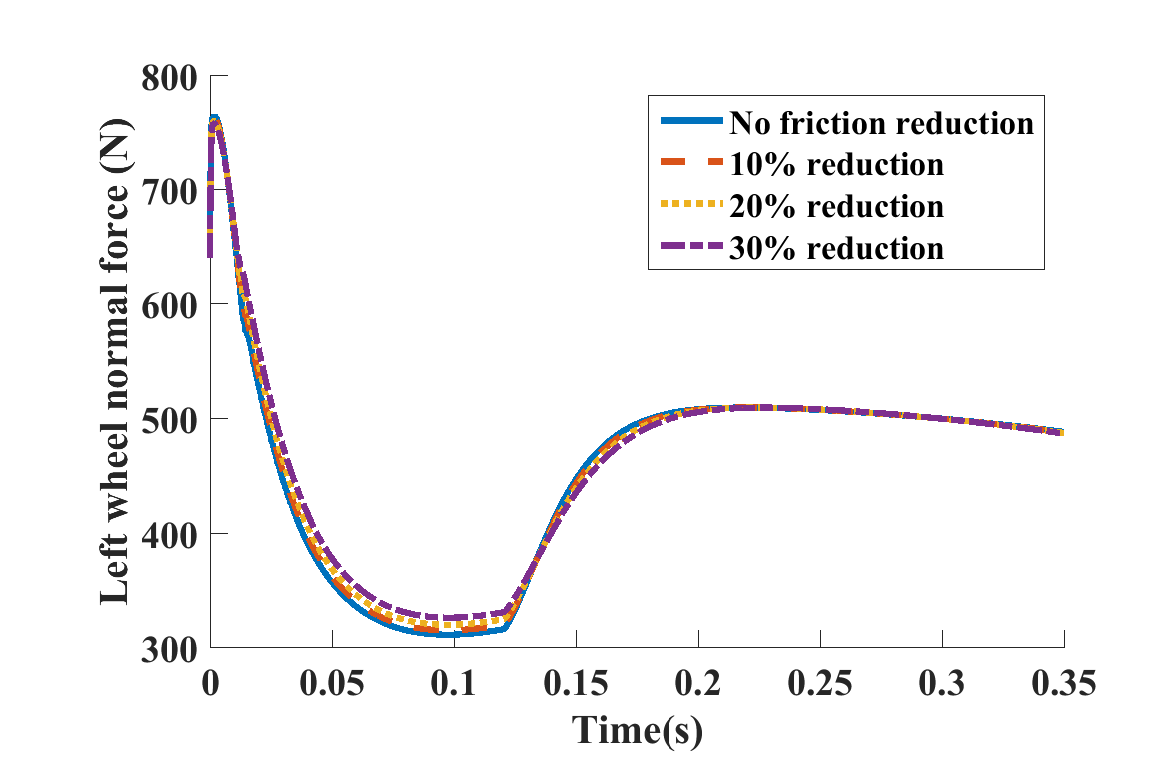 800
700
600
500
400
300
Left wheel normal force (N)
No friction reduction
10% reduction
20% reduction
30% reduction
0 0.05 0.1 0.15 0.2 0.25 0.3 0.35
Time(s)